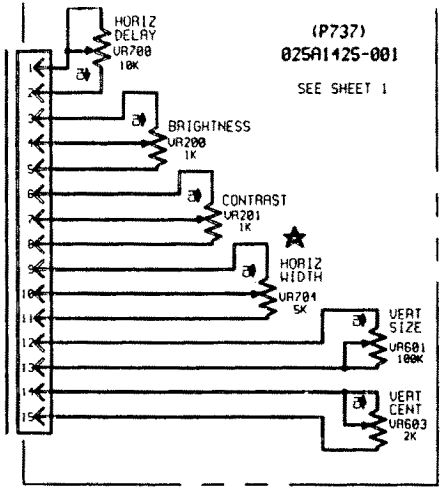 HORIZ
DELAY
VR700
10K
(P737)
025A1425-001
SEE SHEET 1
1
2
3
4
5
6
7
8
9
10
11
12
13
14
15
BRIGHTNESS
VR200
1K
CONTRAST
VR201
1K
HORIZ
WIDTH
VR704
5K
VERT
SIZE
VR601
100K
VERT
CENT
VR603
2K